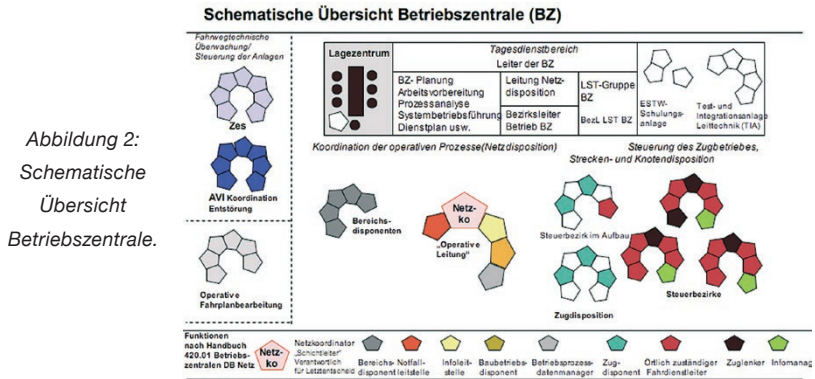 Schematische Übersicht Betriebszentrale (BZ)
Abbildung 2:
Schematische
Übersicht
Betriebszentrale.
Fahrwegtechnische
Überwachung/
Steuerung der Anlagen
Zes
AVI Koordination
Entstörung
Operative
Fahrplanbearbeitung
Lagezentrum
Tagesdienstbereich
Leiter der BZ
BZ- Planung
Arbeitsvorbereitung
Prozessanalyse
Systembetriebsführung
Dienstplan usw.
Leitung Netz-
disposition
Bezirksleiter
Betrieb BZ
LST-Gruppe
BZ
BezL LST BZ
ESTW-
Schulungs-
anlage
Test- und
Integrationsanlage
Leittechnik (TIA)
Koordination der operativen Prozesse(Netzdisposition)
Steuerung des Zugbetriebes,
Strecken- und Knotendisposition
Bereichs-
disponenten
Netz-
ko
„Operative
Leitung"
Steuerbezirk im Aufbau
Zugdisposition
Steuerbezirke
Funktionen
nach Handbuch
420.01 Betriebs-
zentralen DB Netz
Netz-
ko
Netzkoordinator
„Schichtleiter"
Verantwortlich
für Letztentscheid
Bereichs-
disponent
Notfall-
leitstelle
Infoleit-
stelle
Baubetriebs-
disponent
Betriebsprozess-
datenmanager
Zug-
disponent
Örtlich zuständiger
Fahrdienstleiter
Zuglenker
Infomanag